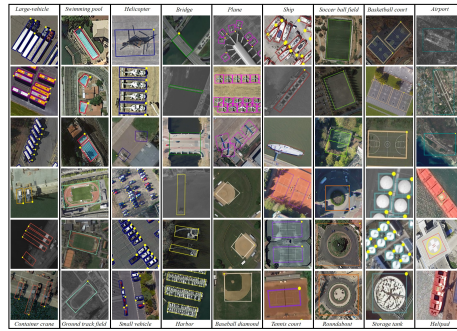 Large-vehicle Swimming pool Helicopter Bridge Plane Ship Soccer ball field Basketball court Airport
Container crane Ground track field Small vehicle Harbor Baseball diamond Tennis court Roundabout Storage tank Helipad